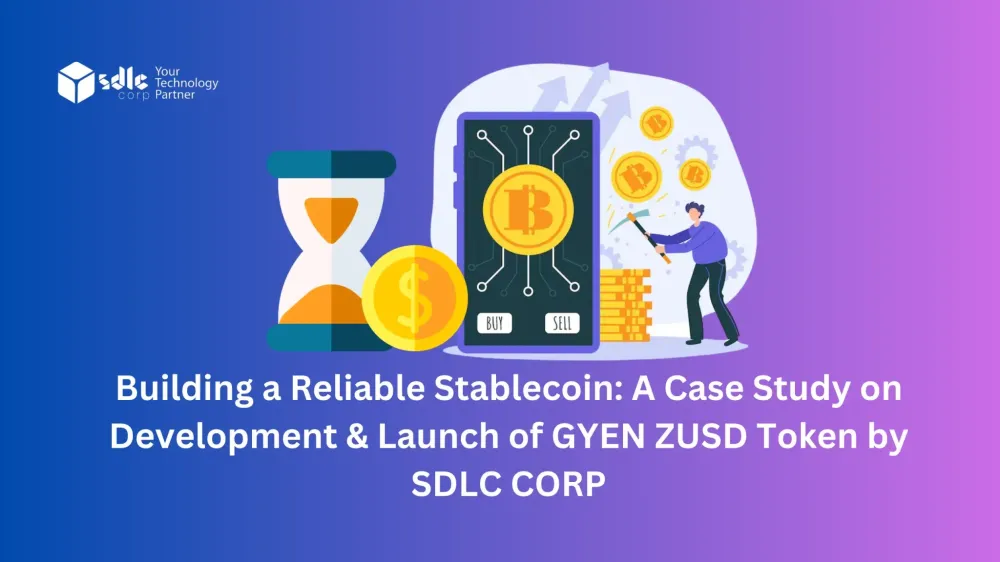 sdlc
corp
Your
Technology
Partner
BUY
SELL
Building a Reliable Stablecoin: A Case Study on
Development & Launch of GYEN ZUSD Token by
SDLC CORP